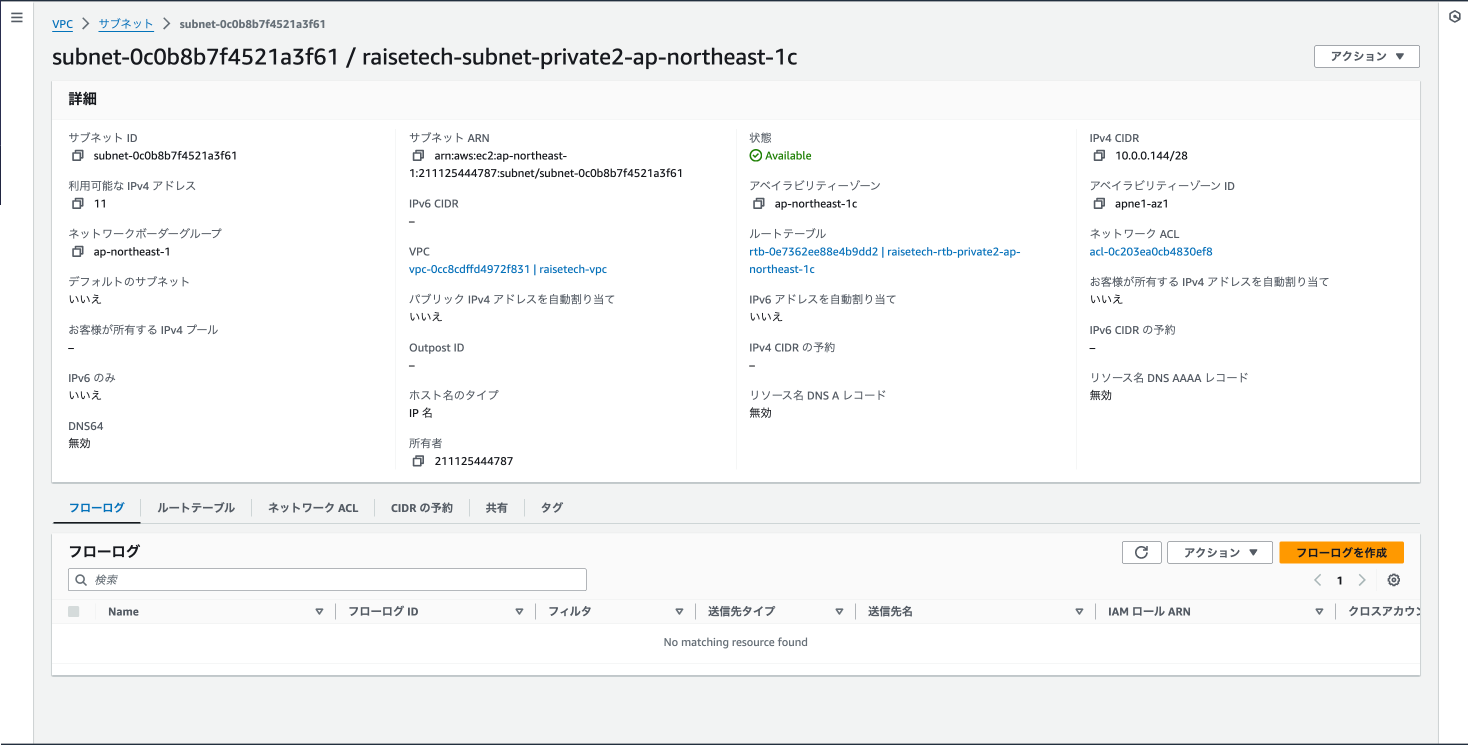 VPC > サブネット > subnet-0c0b8b7f4521a3f61
subnet-0c0b8b7f4521a3f61 / raisetech-subnet-private2-ap-northeast-1c
アクション ▼
詳細
サブネット ID
subnet-0c0b8b7f4521a3f61
利用可能な IPv4 アドレス
11
ネットワークボーダーグループ
ap-northeast-1
デフォルトのサブネット
いいえ
お客様が所有する IPv4 プール
–
IPv6 のみ
いいえ
DNS64
無効
サブネット ARN
arn:aws:ec2:ap-northeast-
1:211125444787:subnet/subnet-0c0b8b7f4521a3f61
IPv6 CIDR
–
VPC
vpc-0cc8cdffd4972f831 | raisetech-vpc
パブリック IPv4 アドレスを自動割り当て
いいえ
Outpost ID
–
ホスト名のタイプ
IP 名
所有者
211125444787
状態
Available
アベイラビリティーゾーン
ap-northeast-1c
ルートテーブル
rtb-0e7362ee88e4b9dd2 | raisetech-rtb-private2-ap-
northeast-1c
IPv6 アドレスを自動割り当て
いいえ
IPv4 CIDR の予約
–
リソース名 DNS A レコード
無効
IPv4 CIDR
10.0.0.144/28
アベイラビリティーゾーン ID
apne1-az1
ネットワーク ACL
acl-0c203ea0cb4830ef8
お客様が所有する IPv4 アドレスを自動割り当て
いいえ
IPv6 CIDR の予約
–
リソース名 DNS AAAA レコード
無効
フローログ ルートテーブル ネットワーク ACL CIDR の予約 共有 タグ
フローログ
アクション ▼ フローログを作成
検索
1
Name フローログ ID フィルタ 送信先タイプ 送信先名 IAM ロール ARN クロスアカウン
No matching resource found